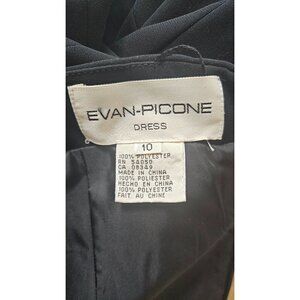 EVAN-PICONE
DRESS
10
100% POLYESTER
RN 54050
CA 08349
MADE IN CHINA
100% POLIESTER
HECHO EN CHINA
100% POLYESTER
FAIT AU CHINE